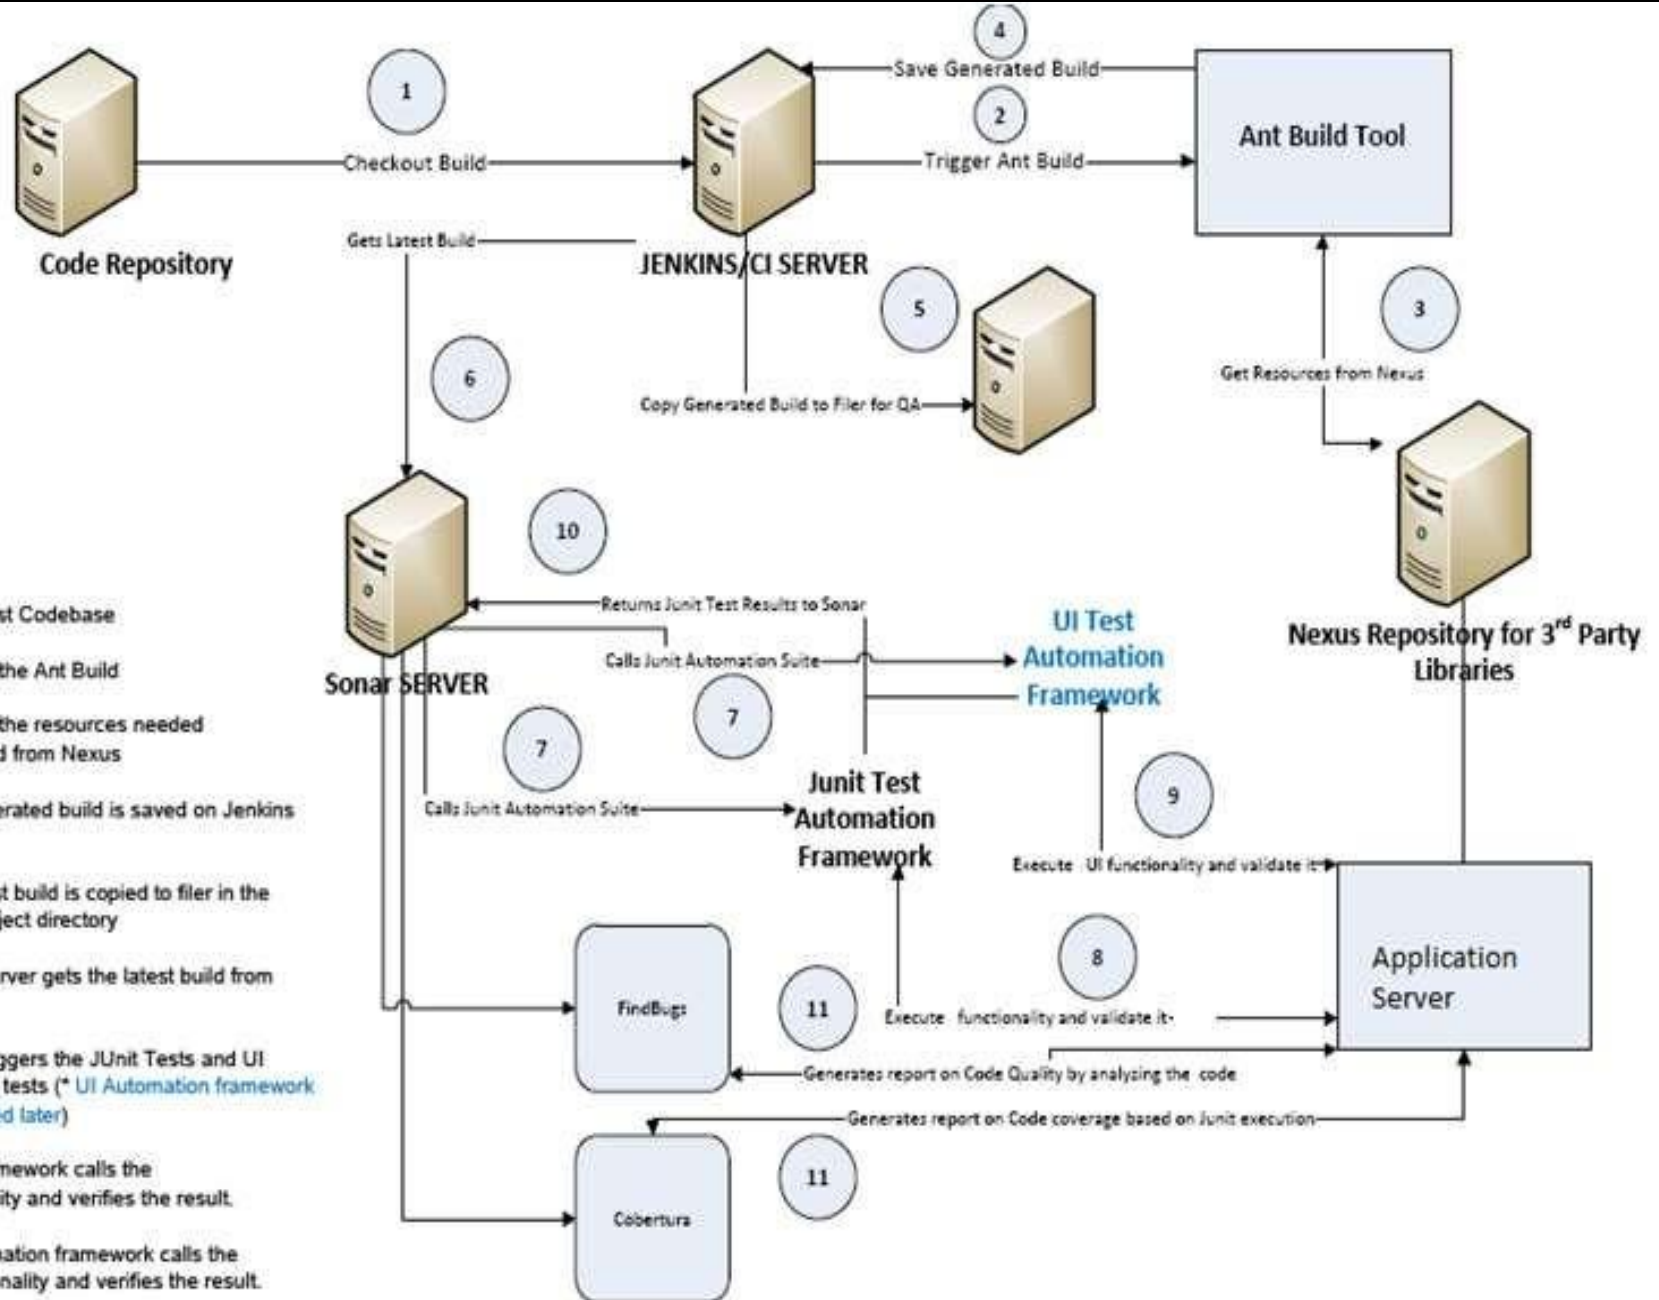 4
Save Generated Build
1
2
Ant Build Tool
Checkout Build
Trigger Ant Build
Gets Latest Build
Code Repository
JENKINS/CI SERVER
5
3
6
Get Resources from Nexus
Copy Generated Build to Filer for QA
10
Returns Junit Test Results to Sonar
UI Test
Automation
Framework
Calls Junit Automation Suite
Nexus Repository for 3rd Party
Libraries
Sonar SERVER
7
7
Junit Test
Automation
Framework
Calls Junit Automation Suite
9
Execute UI functionality and validate it
8
Application
Server
FindBugs
11
Execute functionality and validate it
Generates report on Code Quality by analyzing the code
Generates report on Code coverage based on Junit execution
11
Cobertura
st Codebase
the Ant Build
the resources needed
d from Nexus
erated build is saved on Jenkins
st build is copied to filer in the
ject directory
rver gets the latest build from
ggers the JUnit Tests and UI
tests (* UI Automation framework
ed later)
mework calls the
ity and verifies the result.
ation framework calls the
nality and verifies the result.